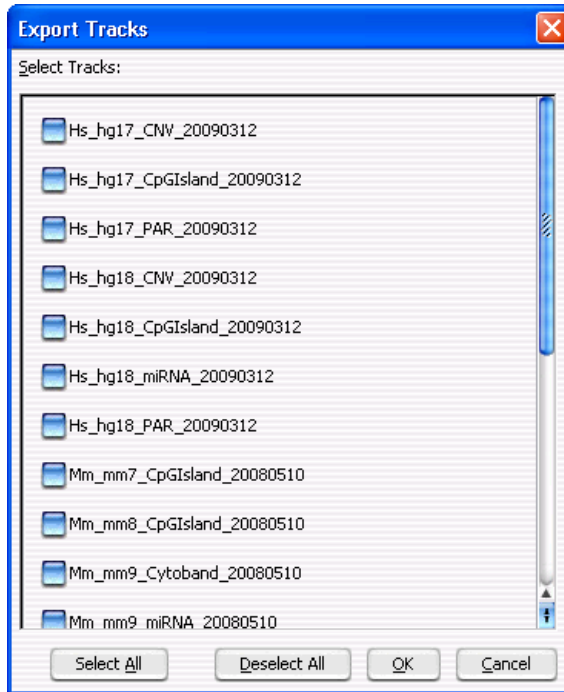 Export Tracks
Select Tracks:
Hs_hg17_CNV_20090312
Hs_hg17_CpGIsland_20090312
Hs_hg17_PAR_20090312
Hs_hg18_CNV_20090312
Hs_hg18_CpGIsland_20090312
Hs_hg18_miRNA_20090312
Hs_hg18_PAR_20090312
Mm_mm7_CpGIsland_20080510
Mm_mm8_CpGIsland_20080510
Mm_mm9_Cytoband_20080510
Mm_mm9_miRNA_20080510
Select All Deselect All OK Cancel